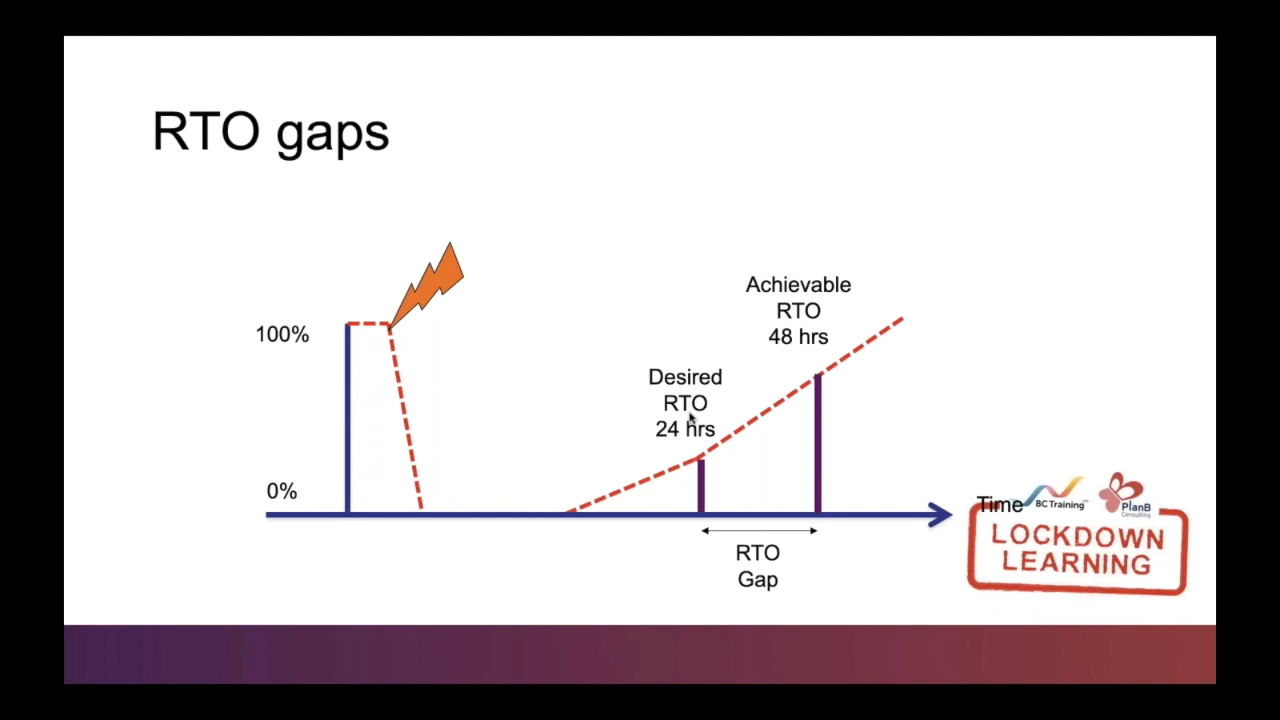 RTO gaps
Achievable
RTO
48 hrs
100%
Desired
RTO
24 hrs
0%
Time
BC Training
PlanB
Consulting
LOCKDOWN
LEARNING
RTO
Gap